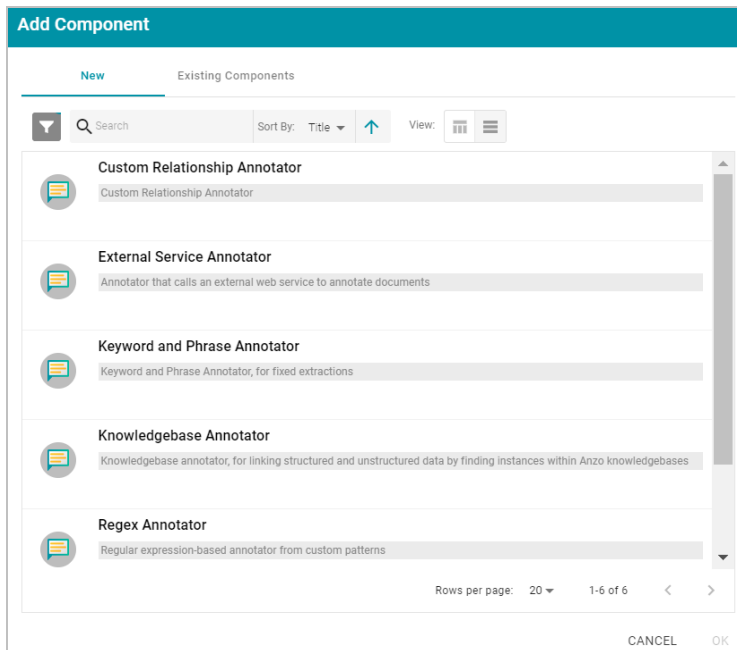 Add Component
New Existing Components
Search Sort By: Title View:
Custom Relationship Annotator
Custom Relationship Annotator
External Service Annotator
Annotator that calls an external web service to annotate documents
Keyword and Phrase Annotator
Keyword and Phrase Annotator, for fixed extractions
Knowledgebase Annotator
Knowledgebase annotator, for linking structured and unstructured data by finding instances within Anzo knowledgebases
Regex Annotator
Regular expression-based annotator from custom patterns
Rows per page: 20 1-6 of 6
CANCEL OK